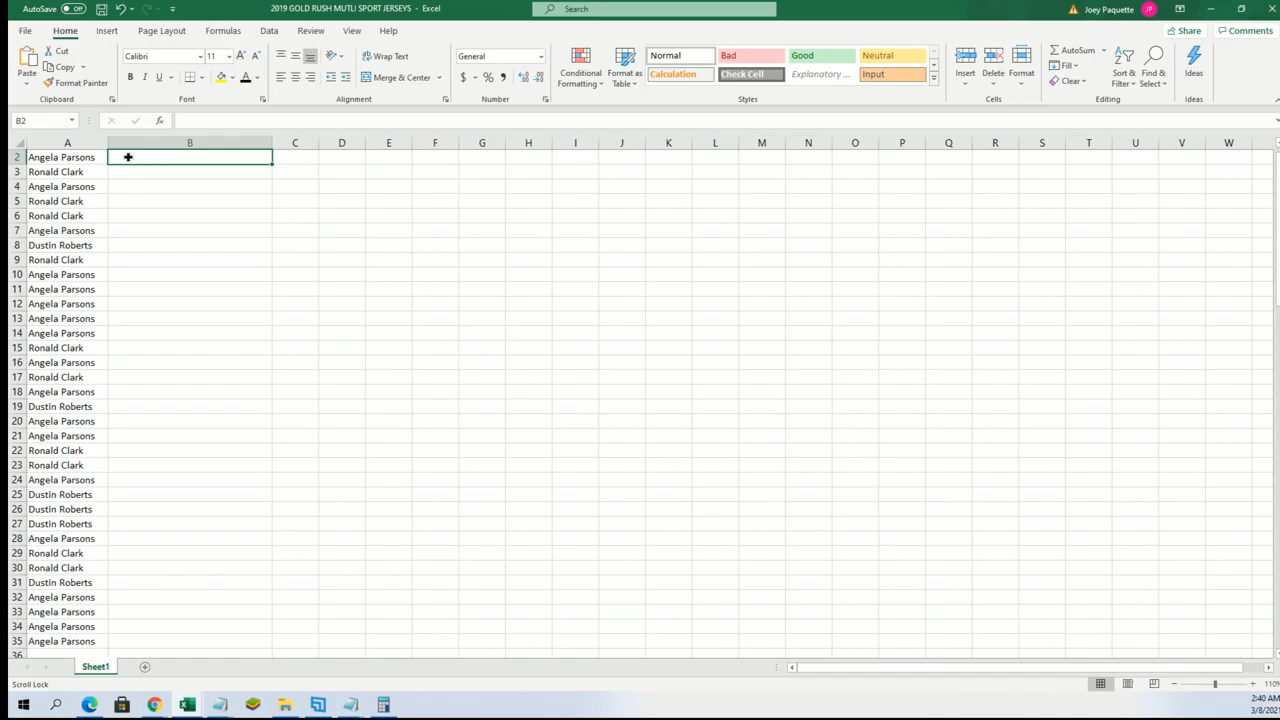 AutoSave Off 2019 GOLD RUSH MUTLI SPORT JERSEYS - Excel Search Joey Paquette JP
File Home Insert Page Layout Formulas Data Review View Help Share Comments
Paste Cut Copy Format Painter Clipboard
Calibri 11 B I U A Font
Wrap Text Merge & Center Alignment
General $ % Number
Conditional Formatting Format as Table
Normal Bad Good Neutral
Calculation Check Cell Explanatory ... Input
Styles
Insert Delete Format Cells
AutoSum Fill Clear Sort & Filter Find & Select Editing
Ideas Ideas
B2 fx
A B C D E F G H I J K L M N O P Q R S T U V W
2 Angela Parsons
3 Ronald Clark
4 Angela Parsons
5 Ronald Clark
6 Ronald Clark
7 Angela Parsons
8 Dustin Roberts
9 Ronald Clark
10 Angela Parsons
11 Angela Parsons
12 Angela Parsons
13 Angela Parsons
14 Angela Parsons
15 Ronald Clark
16 Angela Parsons
17 Ronald Clark
18 Angela Parsons
19 Dustin Roberts
20 Angela Parsons
21 Angela Parsons
22 Ronald Clark
23 Ronald Clark
24 Angela Parsons
25 Dustin Roberts
26 Dustin Roberts
27 Dustin Roberts
28 Angela Parsons
29 Ronald Clark
30 Ronald Clark
31 Dustin Roberts
32 Angela Parsons
33 Angela Parsons
34 Angela Parsons
35 Angela Parsons
36
Sheet1
Scroll Lock 110%
2:40 AM